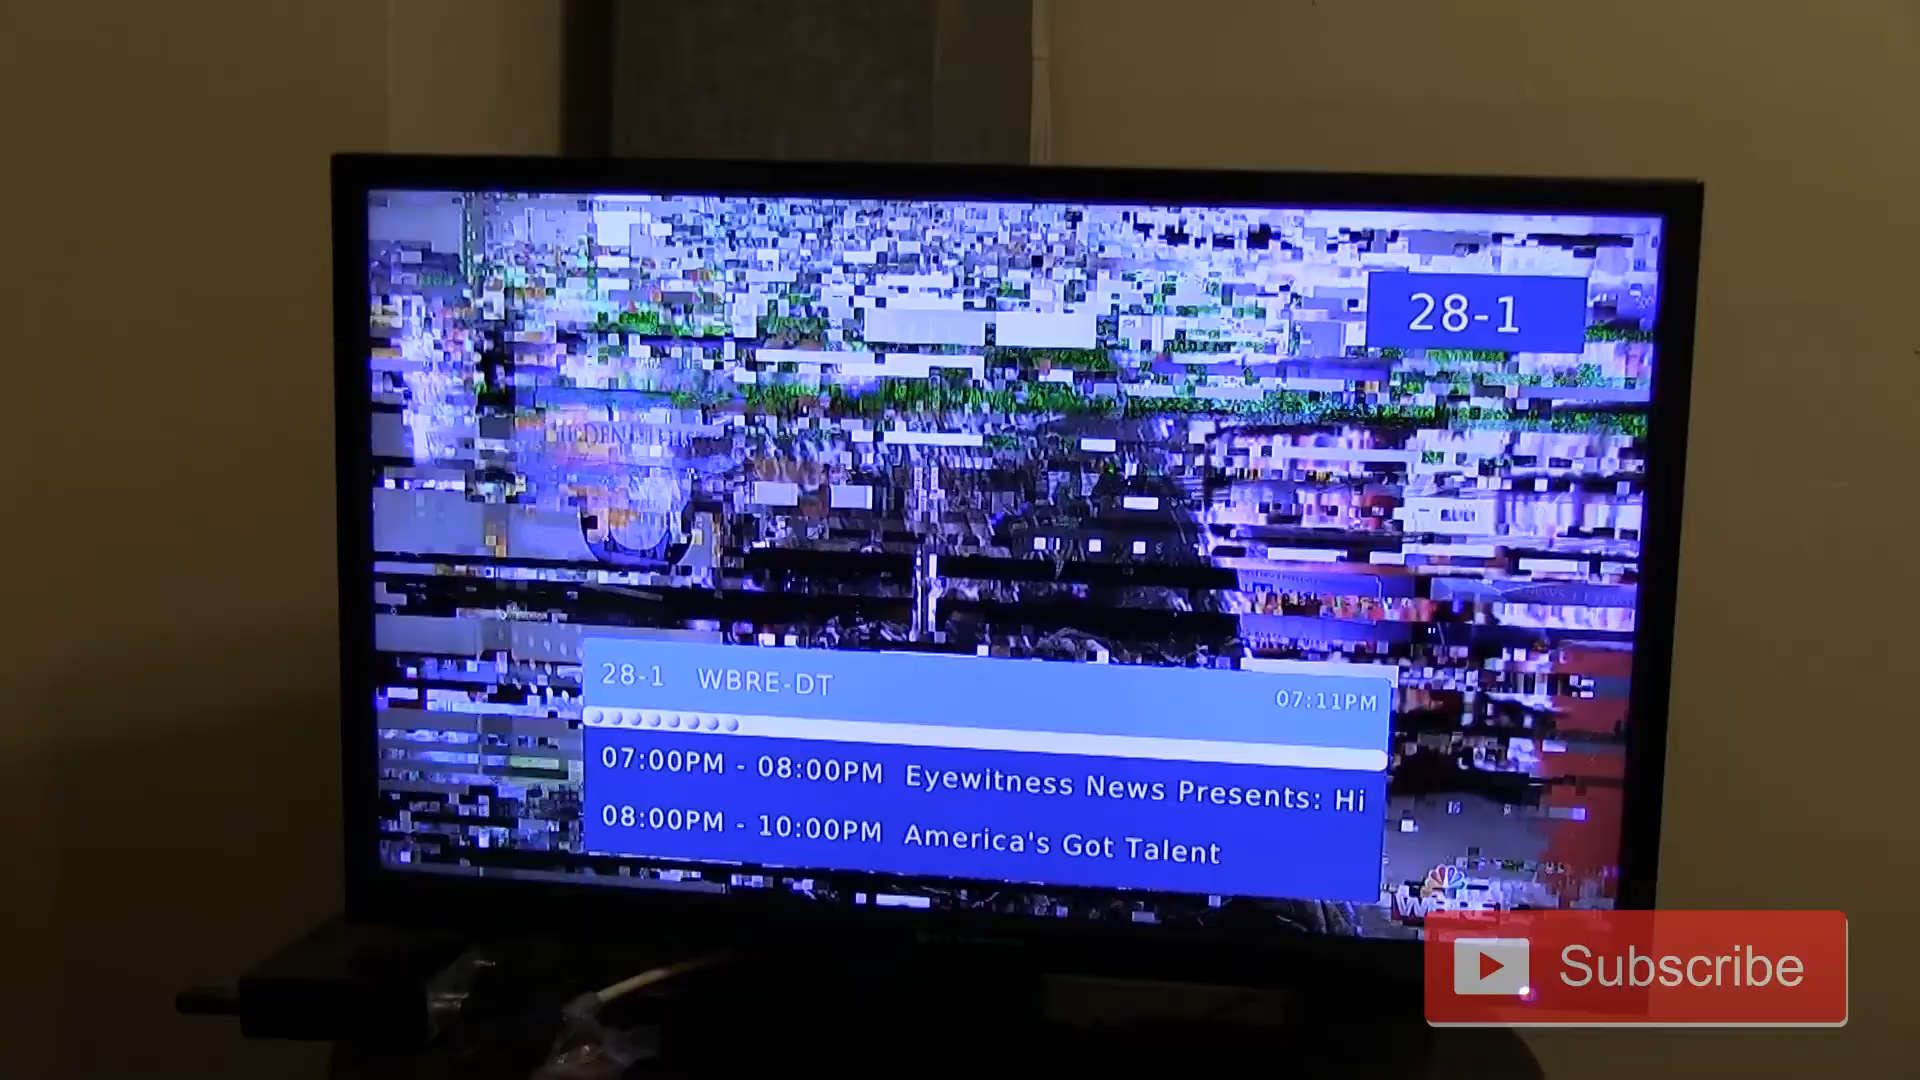 28-1
28-1 WBRE-DT 07:11PM
07:00PM - 08:00PM Eyewitness News Presents: Hi
08:00PM - 10:00PM America's Got Talent
WBRE
Subscribe